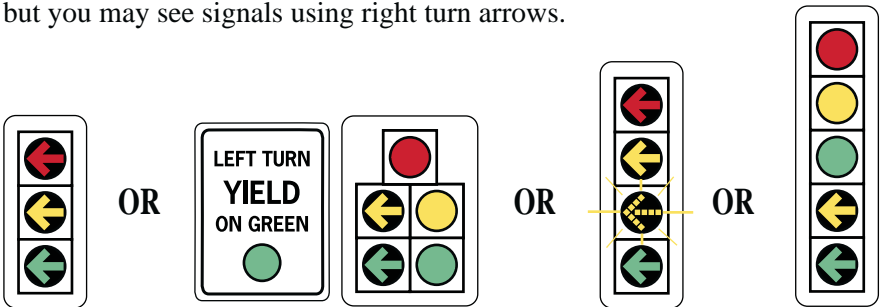 but you may see signals using right turn arrows.
OR
LEFT TURN
YIELD
ON GREEN
OR
OR